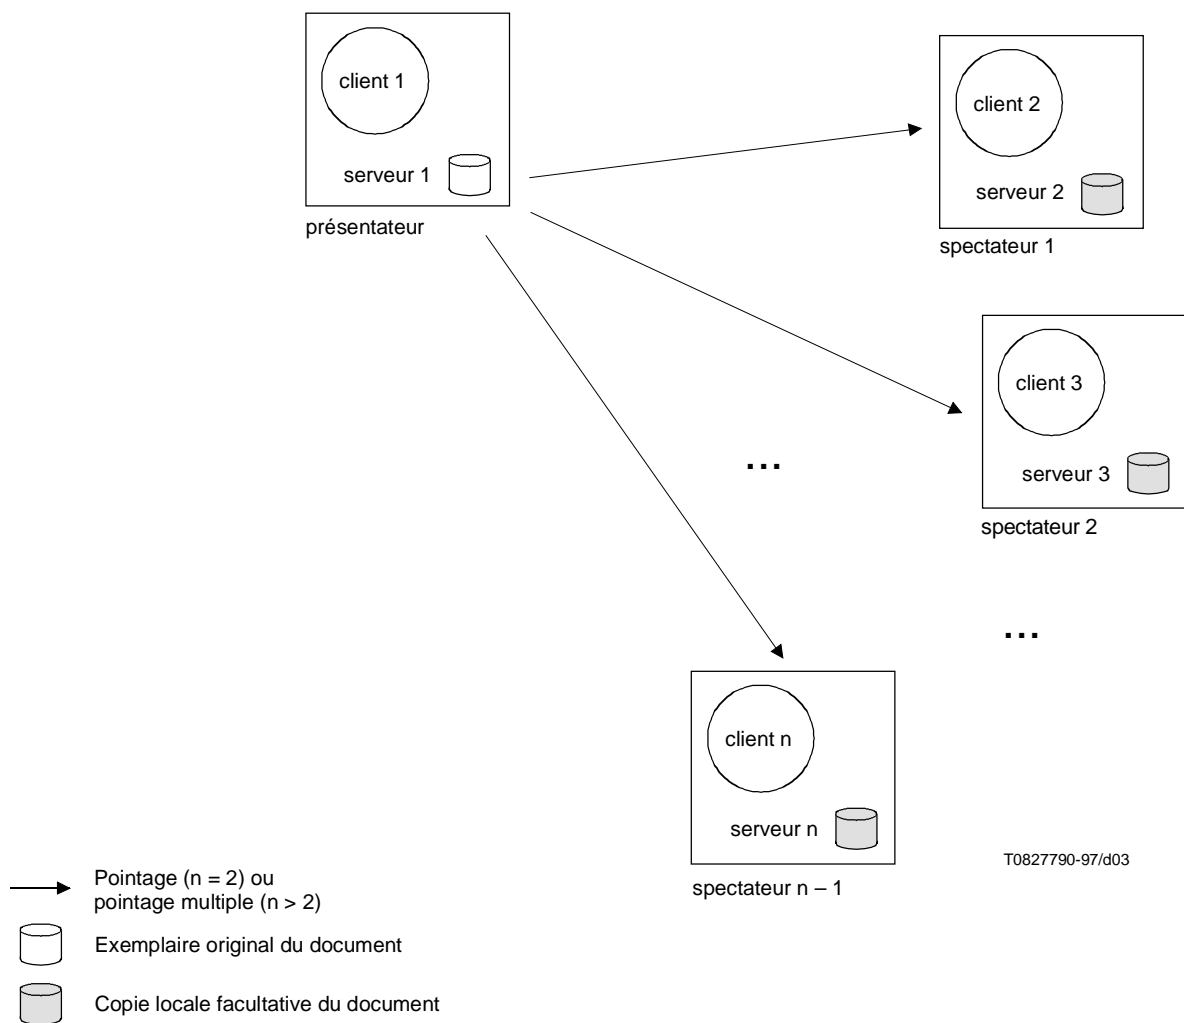 client 1
serveur 1
présentateur
client 2
serveur 2
spectateur 1
client 3
serveur 3
spectateur 2
...
...
client n
serveur n
spectateur n – 1
T0827790-97/d03
Pointage (n = 2) ou
pointage multiple (n > 2)
Exemplaire original du document
Copie locale facultative du document